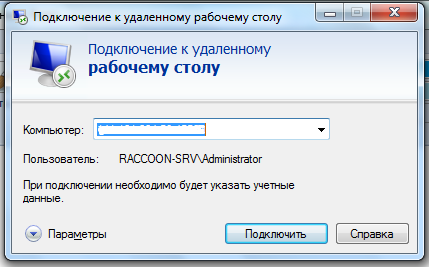 Подключение к удаленному рабочему столу
Подключение к удаленному
рабочему столу
Компьютер:
Пользователь: RACCOON-SRV\Administrator
При подключении необходимо будет указать учетные
данные.
Параметры
Подключить
Справка